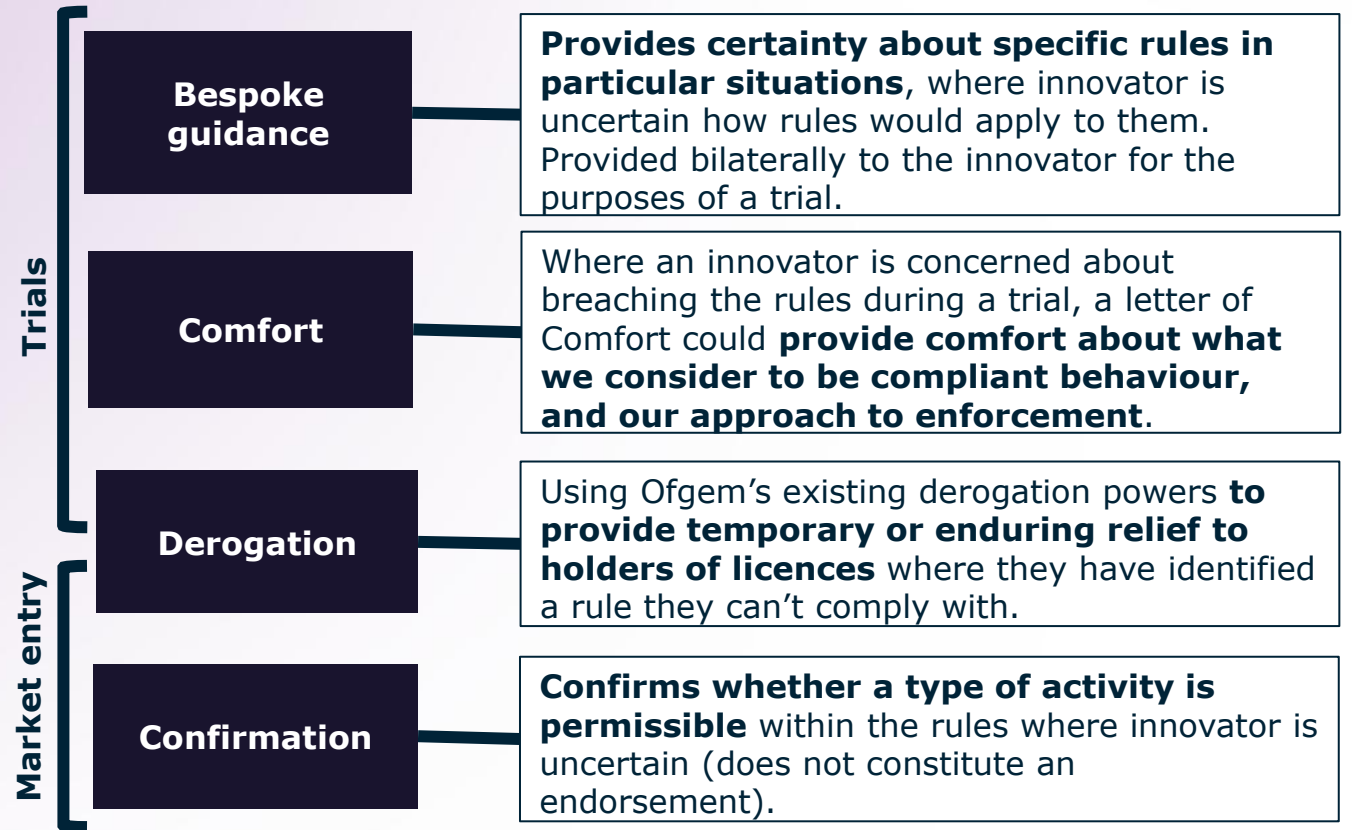 Trials
Bespoke
guidance
Provides certainty about specific rules in
particular situations, where innovator is
uncertain how rules would apply to them.
Provided bilaterally to the innovator for the
purposes of a trial.
Comfort
Where an innovator is concerned about
breaching the rules during a trial, a letter of
Comfort could provide comfort about what
we consider to be compliant behaviour,
and our approach to enforcement.
Derogation
Using Ofgem’s existing derogation powers to
provide temporary or enduring relief to
holders of licences where they have identified
a rule they can’t comply with.
Market entry
Confirmation
Confirms whether a type of activity is
permissible within the rules where innovator is
uncertain (does not constitute an
endorsement).